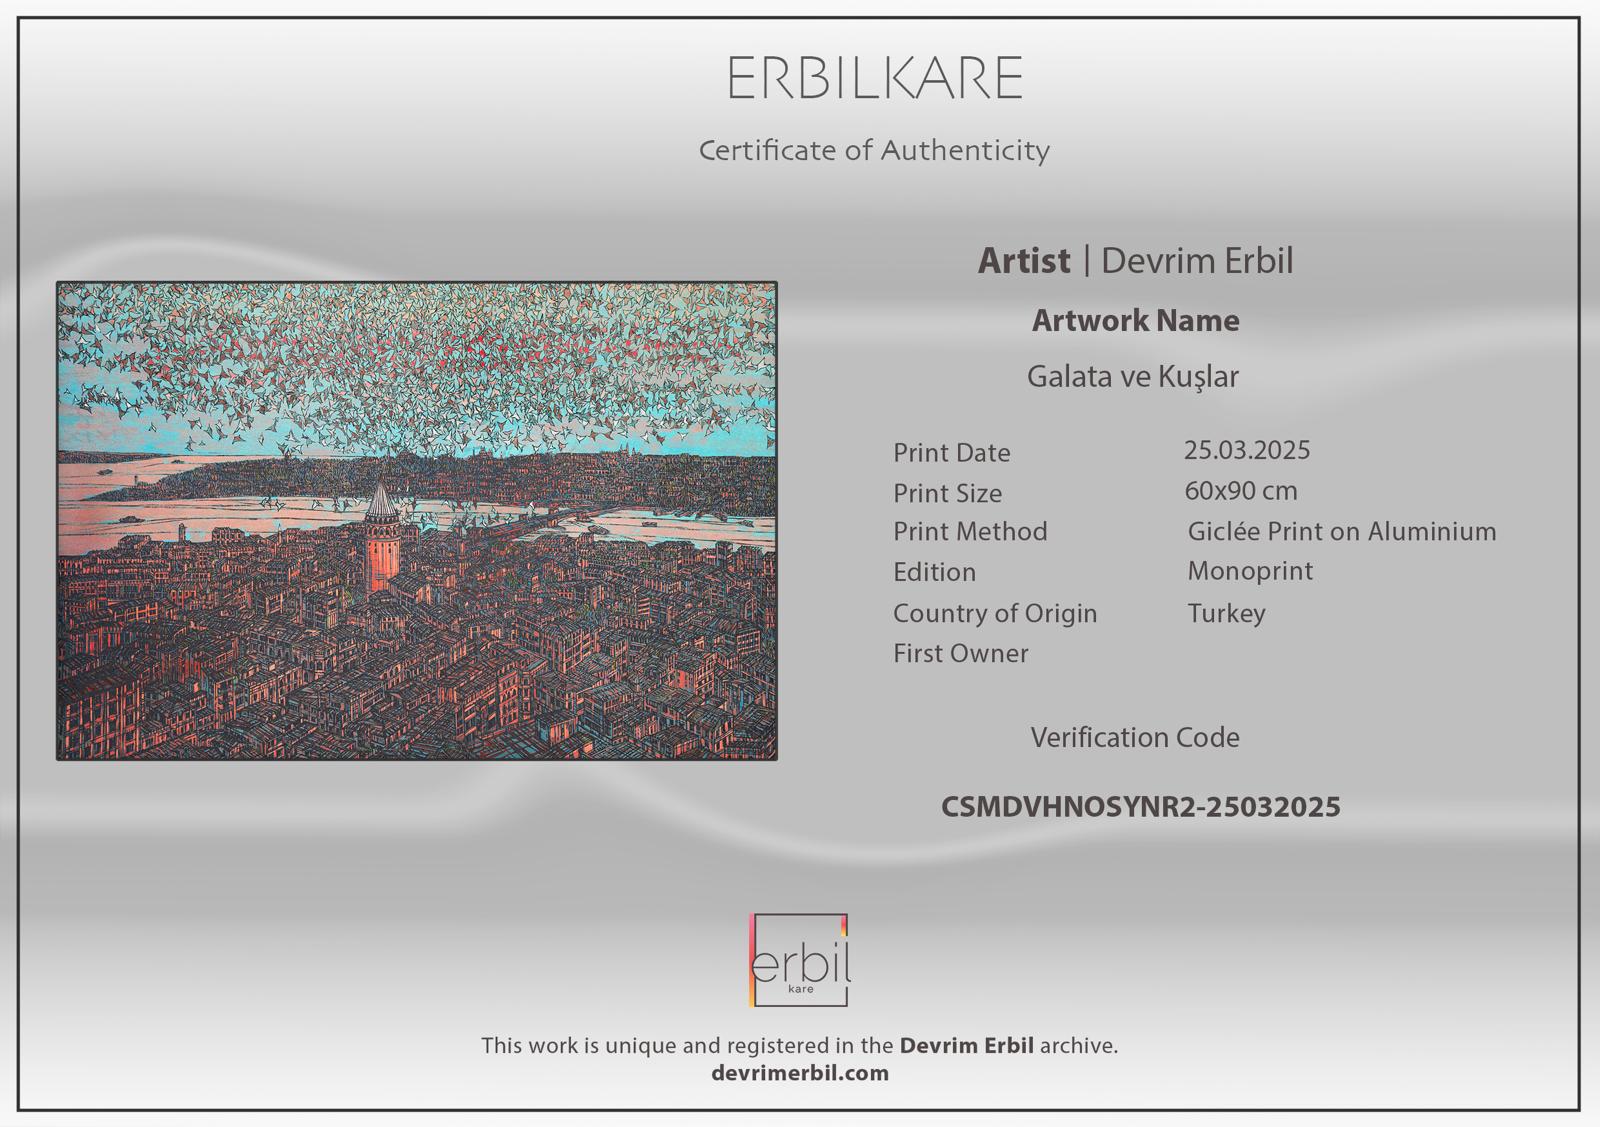 ERBILKARE
Certificate of Authenticity
Artist | Devrim Erbil
Artwork Name
Galata ve Kuşlar
Print Date 25.03.2025
Print Size 60x90 cm
Print Method Giclée Print on Aluminium
Edition Monoprint
Country of Origin Turkey
First Owner
Verification Code
CSMDVHNOSYNR2-25032025
erbil
kare
This work is unique and registered in the Devrim Erbil archive.
devrimerbil.com